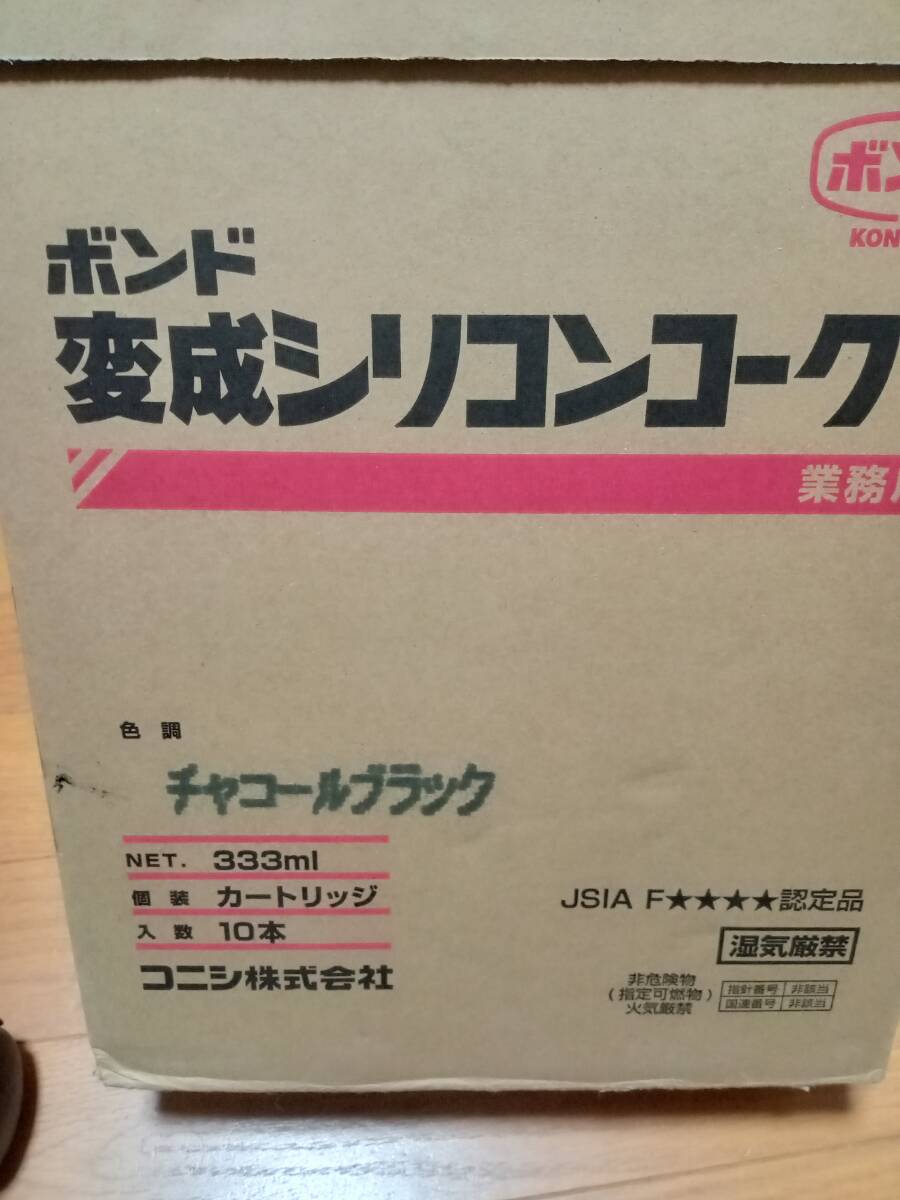 ボン
KON
ボンド
変成シリコンコーク
業務用
色調
チャコールブラック
NET. 333ml
個装 カートリッジ
入数 10本
コニシ株式会社
JSIA F★★★★認定品
湿気厳禁
非危険物
(指定可燃物)
火気厳禁
指針番号 非該当
国連番号 非該当